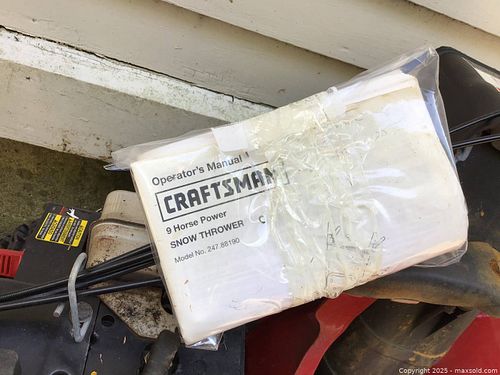 Operator's Manual
CRAFTSMAN
9 Horse Power
SNOW THROWER
Model No. 247.88190
C
Copyright 2025 - maxsold.com